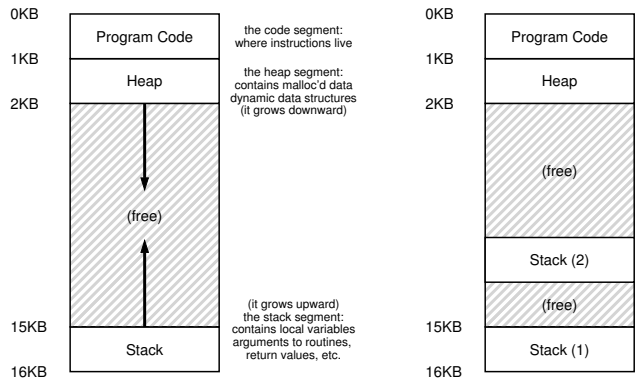 0KB
Program Code
the code segment:
where instructions live
1KB
Heap
the heap segment:
contains malloc'd data
dynamic data structures
(it grows downward)
2KB
(free)
(it grows upward)
the stack segment:
contains local variables
arguments to routines,
return values, etc.
15KB
Stack
16KB
0KB
Program Code
1KB
Heap
2KB
(free)
Stack (2)
(free)
15KB
Stack (1)
16KB